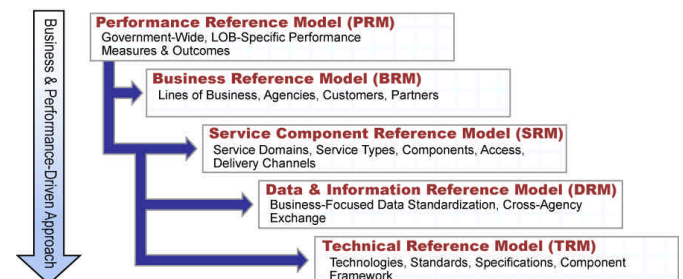 Business & Performance-Driven Approach
Performance Reference Model (PRM)
Government-Wide, LOB-Specific Performance
Measures & Outcomes
Business Reference Model (BRM)
Lines of Business, Agencies, Customers, Partners
Service Component Reference Model (SRM)
Service Domains, Service Types, Components, Access,
Delivery Channels
Data & Information Reference Model (DRM)
Business-Focused Data Standardization, Cross-Agency
Exchange
Technical Reference Model (TRM)
Technologies, Standards, Specifications, Component
Framework